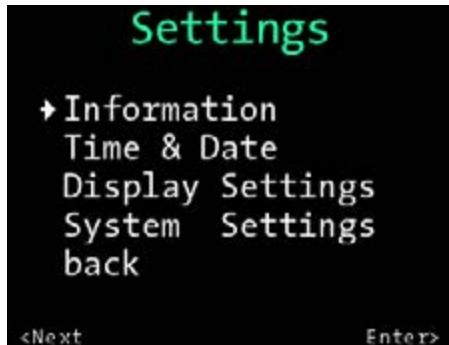 Settings
Information
Time & Date
Display Settings
System Settings
back
<Next Enter>